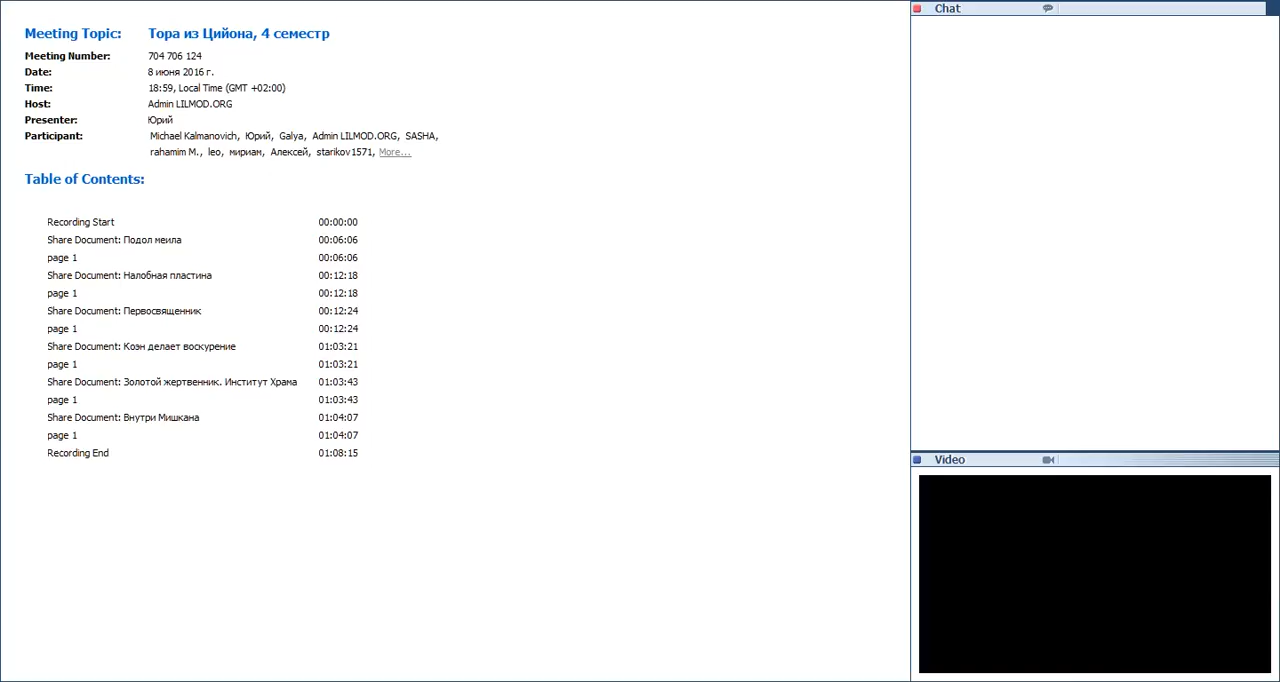 Meeting Topic: Тора из Цийона, 4 семестр
Meeting Number: 704 706 124
Date: 8 июня 2016 г.
Time: 18:59, Local Time (GMT +02:00)
Host: Admin LILMOD.ORG
Presenter: Юрий
Participant: Michael Kalmanovich, Юрий, Galya, Admin LILMOD.ORG, SASHA,
rahamim M., leo, мириам, Алексей, starikov1571, More...
Table of Contents:
Recording Start 00:00:00
Share Document: Подол меила 00:06:06
page 1 00:06:06
Share Document: Налобная пластина 00:12:18
page 1 00:12:18
Share Document: Первосвященник 00:12:24
page 1 00:12:24
Share Document: Коэн делает воскурение 01:03:21
page 1 01:03:21
Share Document: Золотой жертвенник. Институт Храма 01:03:43
page 1 01:03:43
Share Document: Внутри Мишкана 01:04:07
page 1 01:04:07
Recording End 01:08:15
Chat
Video